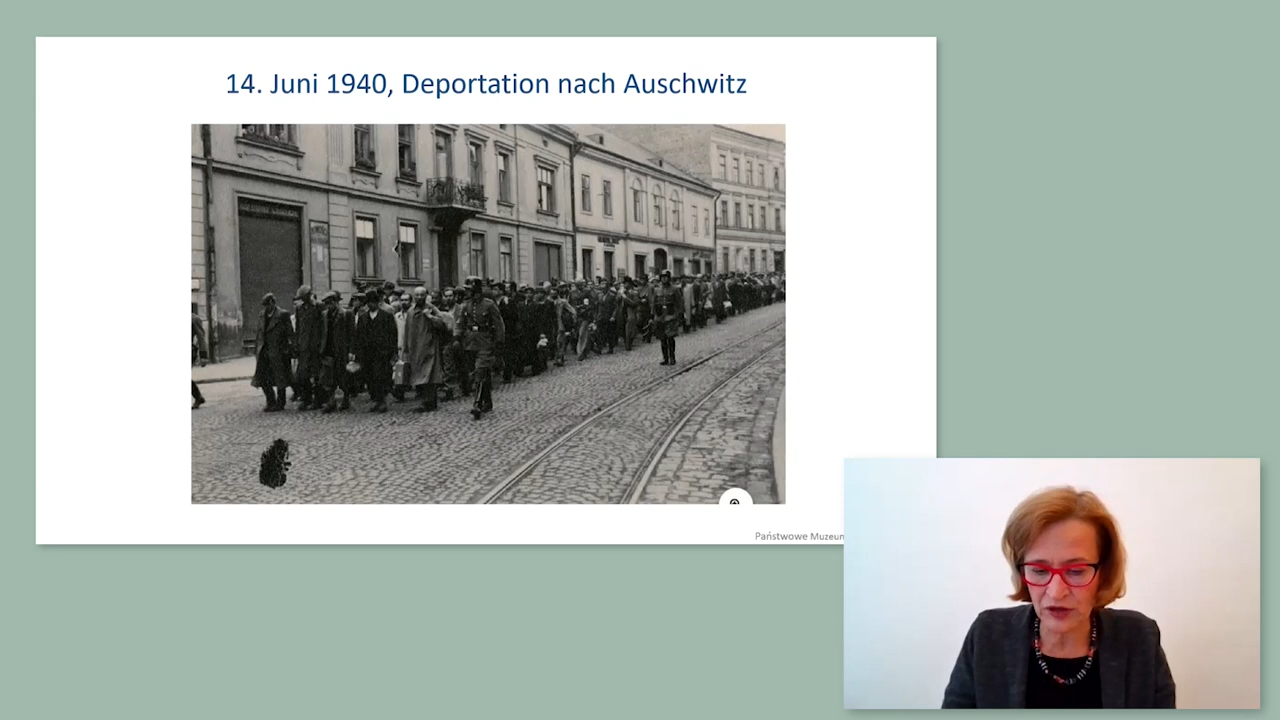 14. Juni 1940, Deportation nach Auschwitz
Państwowe Muzeum